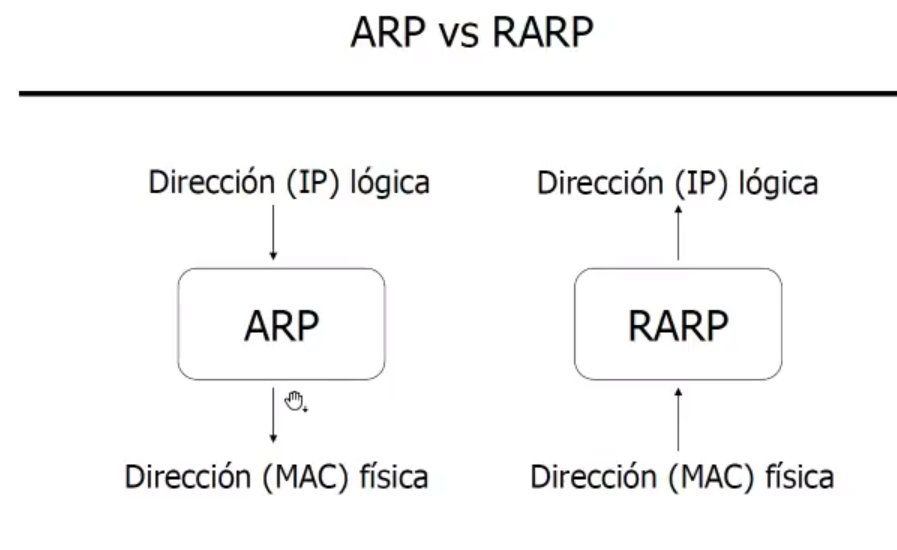 ARP vs RARP
Dirección (IP) lógica
ARP
Dirección (MAC) física
Dirección (IP) lógica
RARP
Dirección (MAC) física